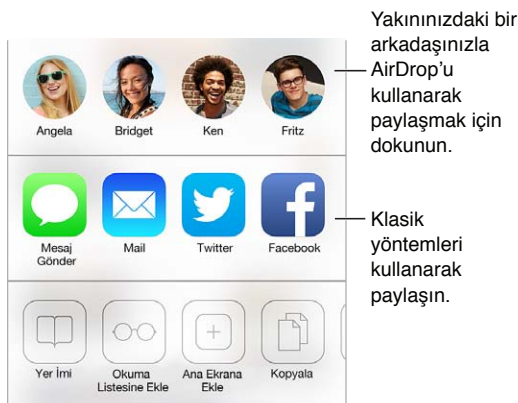 Yakınınızdaki bir
arkadaşınızla
AirDrop'u
kullanarak
paylaşmak için
dokunun.
Angela
Bridget
Ken
Fritz
Klasik
yöntemleri
kullanarak
paylaşın.
Mesaj
Gönder
Mail
Twitter
Facebook
Yer İmi
Okuma
Listesine Ekle
Ana Ekrana
Ekle
Kopyala